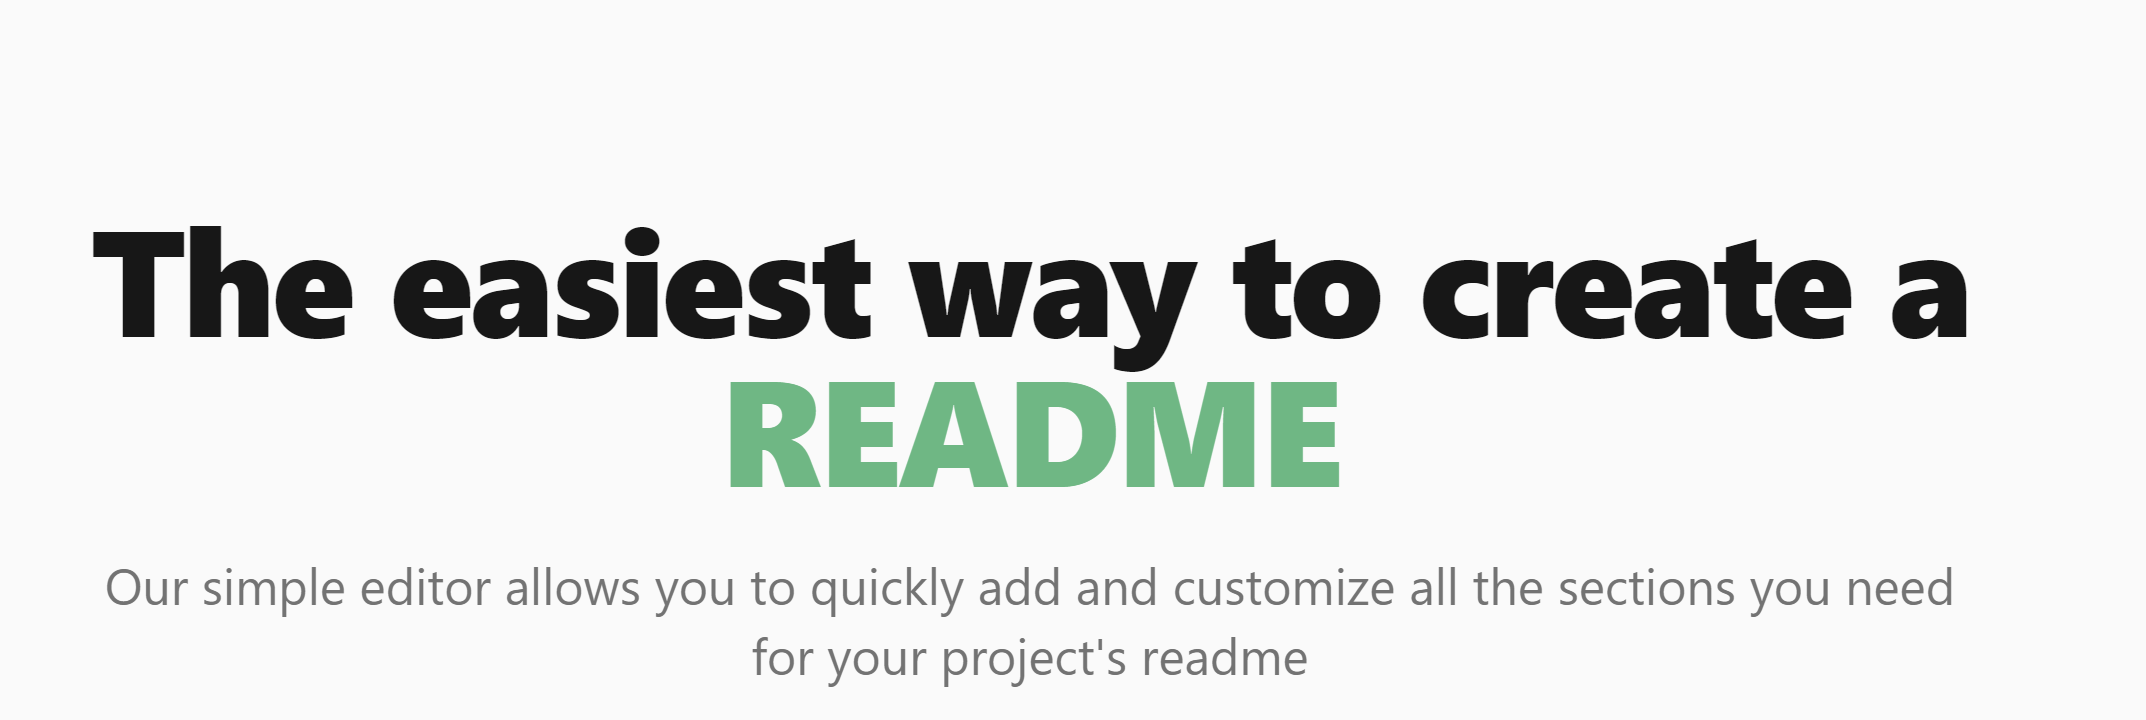 The easiest way to create a
README
Our simple editor allows you to quickly add and customize all the sections you need
for your project's readme